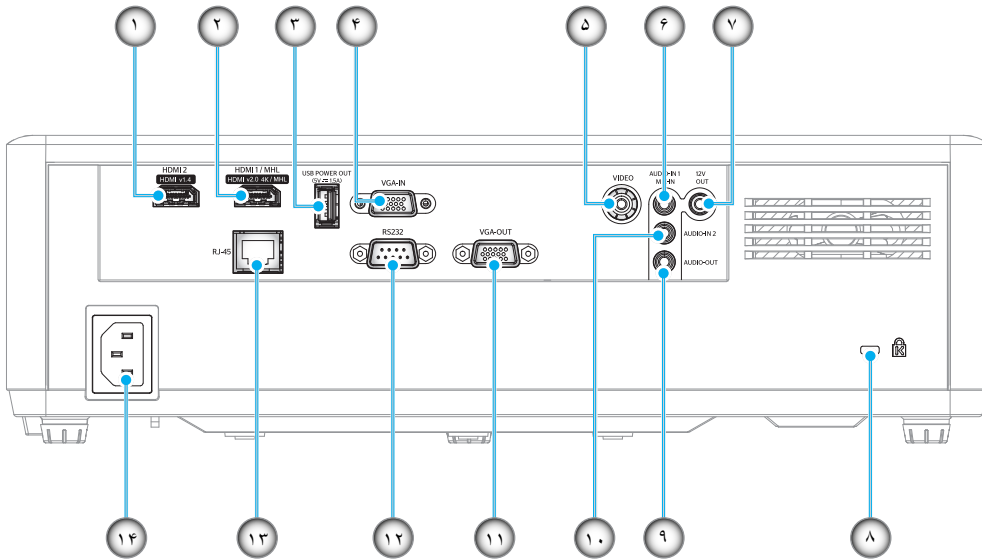 ۱
۲
۳
۴
۵
۶
۷
HDMI 2
HDMI v1.4
HDMI 1 / MHL
HDMI v2.0 4K / MHL
USB POWER OUT
(5V ⎓ 1.5A)
VGA-IN
VIDEO
AUDIO-IN 1
12V
OUT
RJ-45
RS232
VGA-OUT
AUDIO-IN 2
AUDIO-OUT
K
۱۴
۱۳
۱۲
۱۱
۱۰
۹
۸